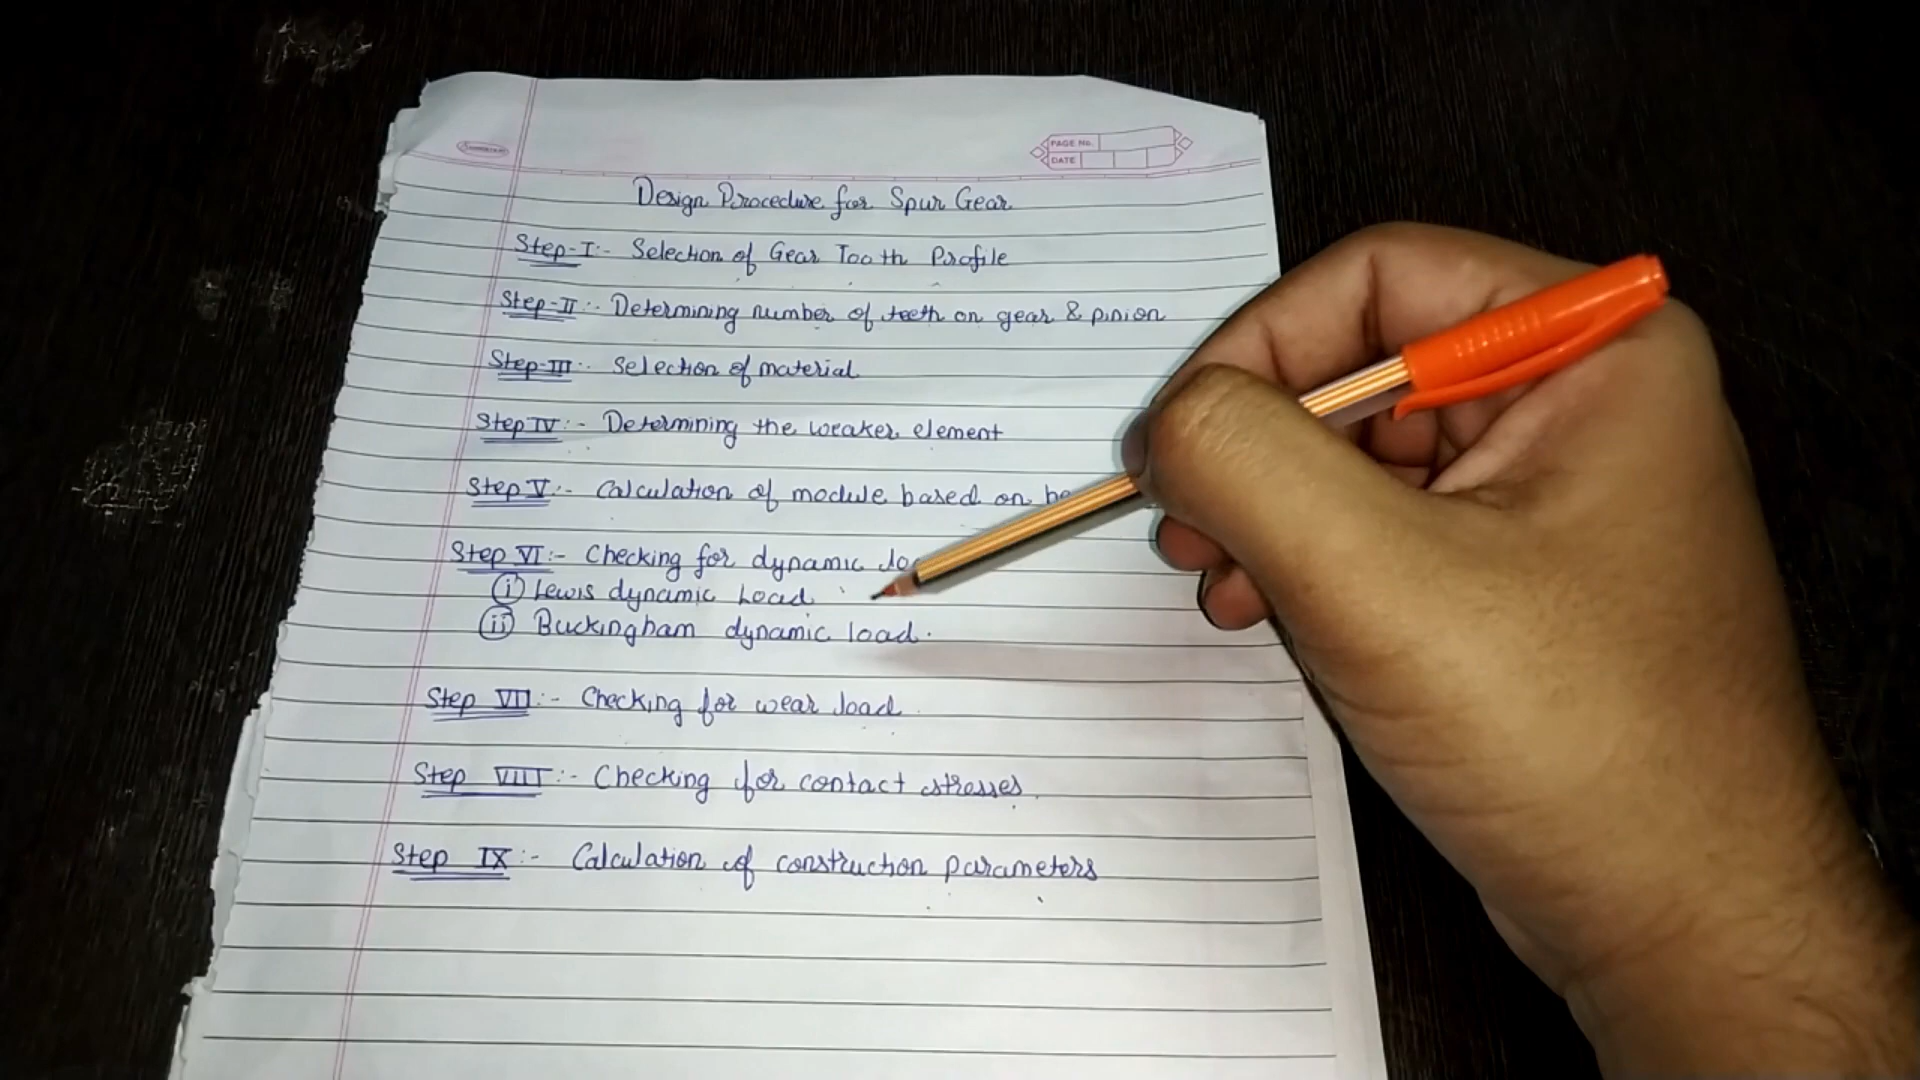 PAGE No.
DATE
Design Procedure for Spur Gear
Step-I:- Selection of Gear Tooth Profile
Step-II:- Determining number of teeth on gear & pinion
Step-III:- Selection of material
Step IV:- Determining the weaker element
Step V:- Calculation of module based on
Step VI:- Checking for dynamic
(i) Lewis dynamic Load
(ii) Buckingham dynamic load.
Step VII:- Checking for wear load
Step VIII:- Checking for contact stresses.
Step IX:- Calculation of construction parameters